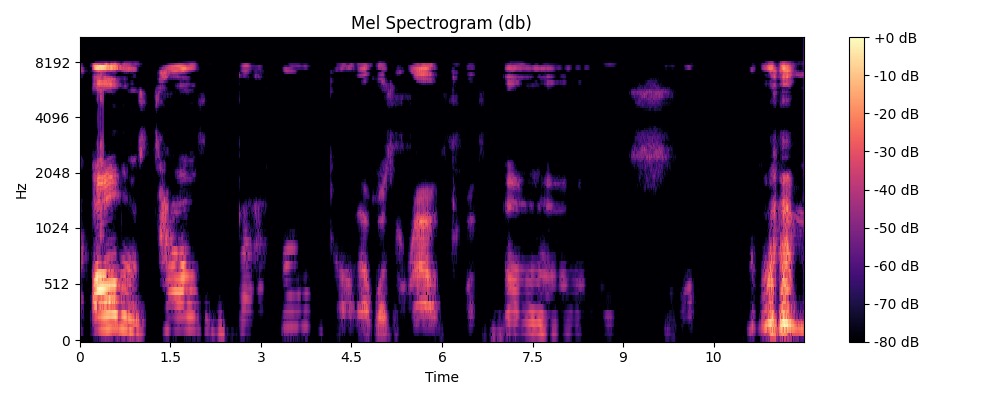 Mel Spectrogram (db)
8192
4096
2048
1024
512
0
Hz
0 1.5 3 4.5 6 7.5 9 10
Time
+0 dB
-10 dB
-20 dB
-30 dB
-40 dB
-50 dB
-60 dB
-70 dB
-80 dB